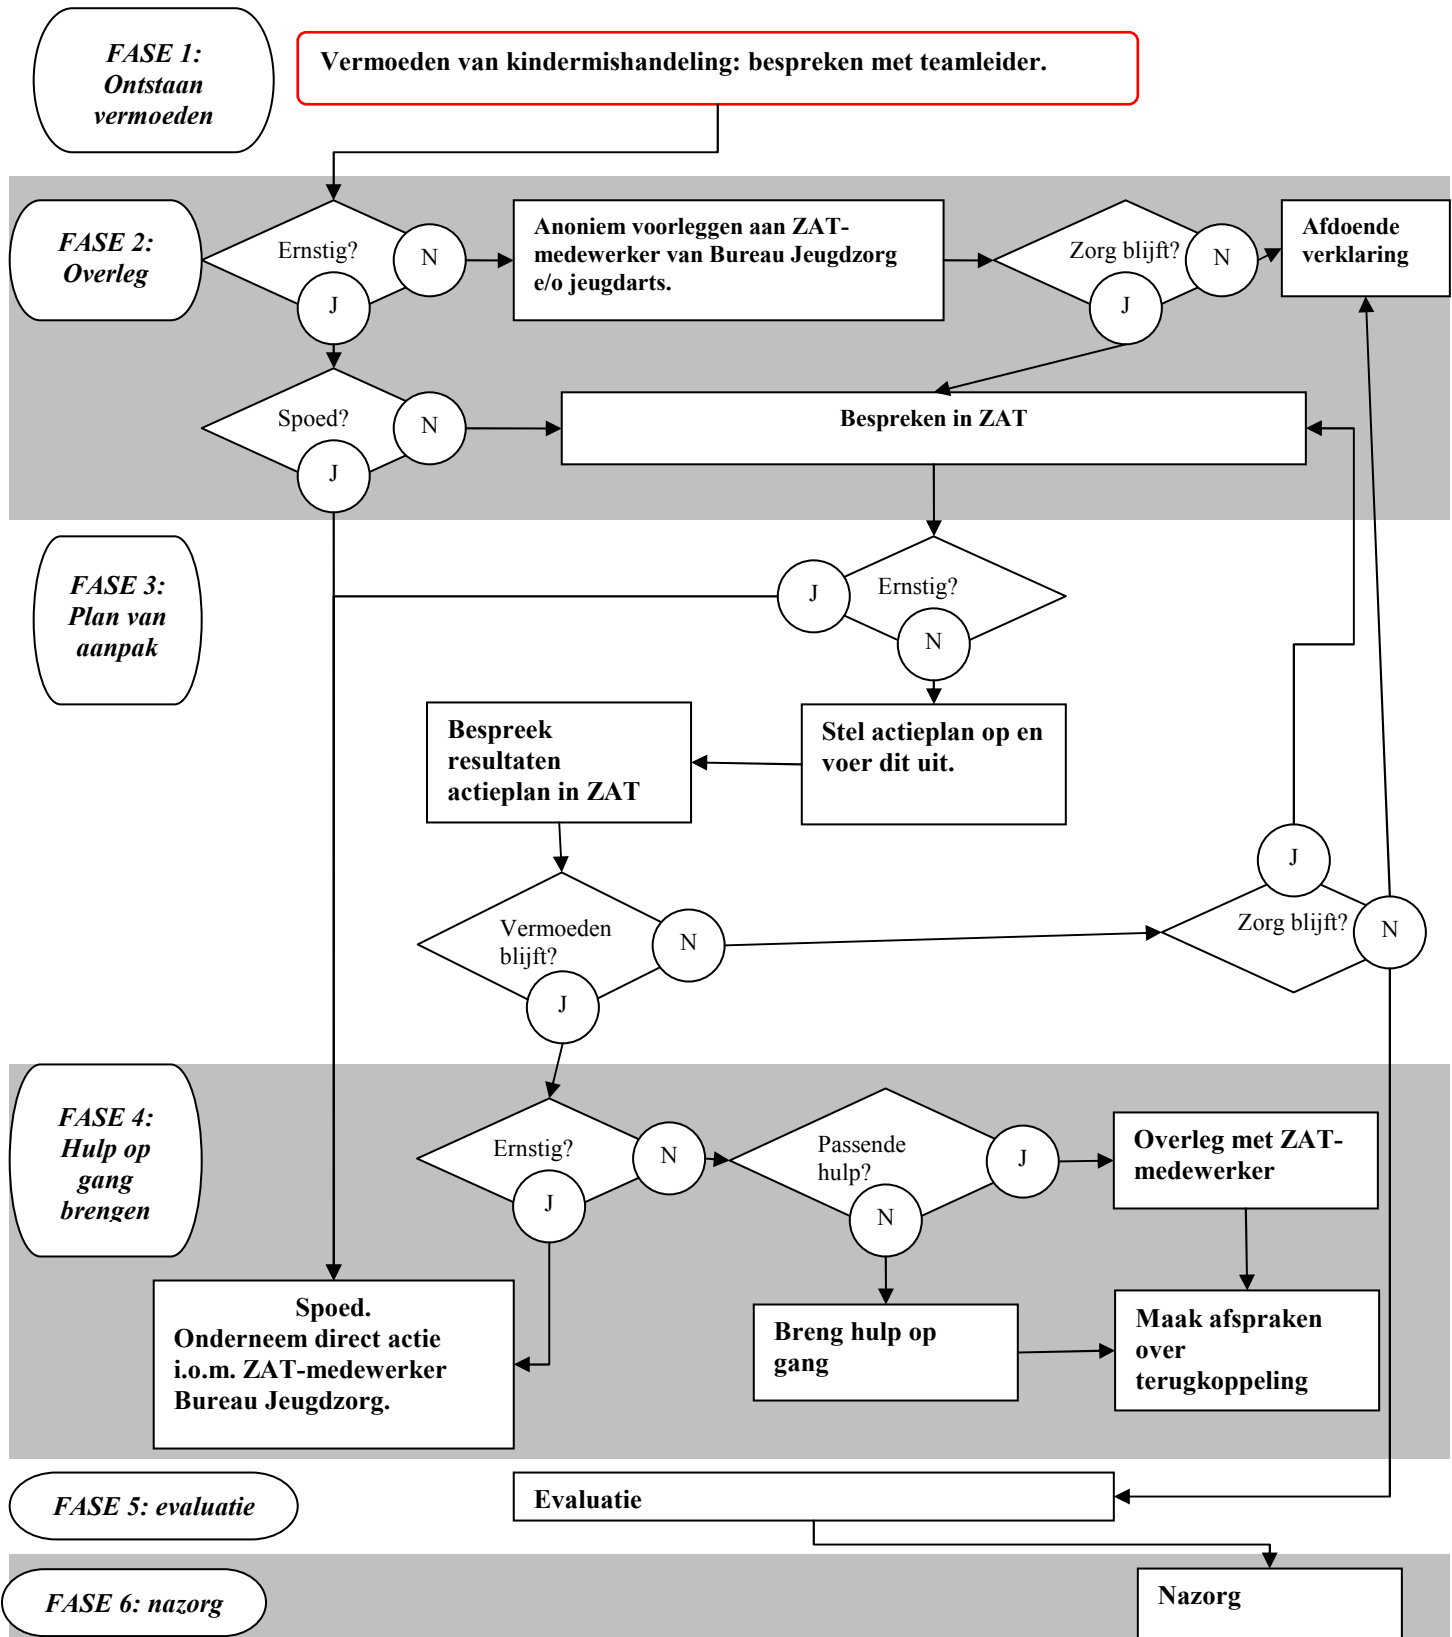 FASE 1:
Ontstaan
vermoeden
Vermoeden van kindermishandeling: bespreken met teamleider.
FASE 2:
Overleg
Ernstig?
N
J
Anoniem voorleggen aan ZAT-
medewerker van Bureau Jeugdzorg
e/o jeugdarts.
Zorg blijft?
N
J
Afdoende
verklaring
Spoed?
N
J
Bespreken in ZAT
FASE 3:
Plan van
aanpak
J
Ernstig?
N
Bespreek
resultaten
actieplan in ZAT
Stel actieplan op en
voer dit uit.
Vermoeden
blijft?
N
J
J
Zorg blijft?
N
FASE 4:
Hulp op
gang
brengen
Ernstig?
N
J
Passende
hulp?
J
N
Overleg met ZAT-
medewerker
Spoed.
Onderneem direct actie
i.o.m. ZAT-medewerker
Bureau Jeugdzorg.
Breng hulp op
gang
Maak afspraken
over
terugkoppeling
FASE 5: evaluatie
Evaluatie
FASE 6: nazorg
Nazorg